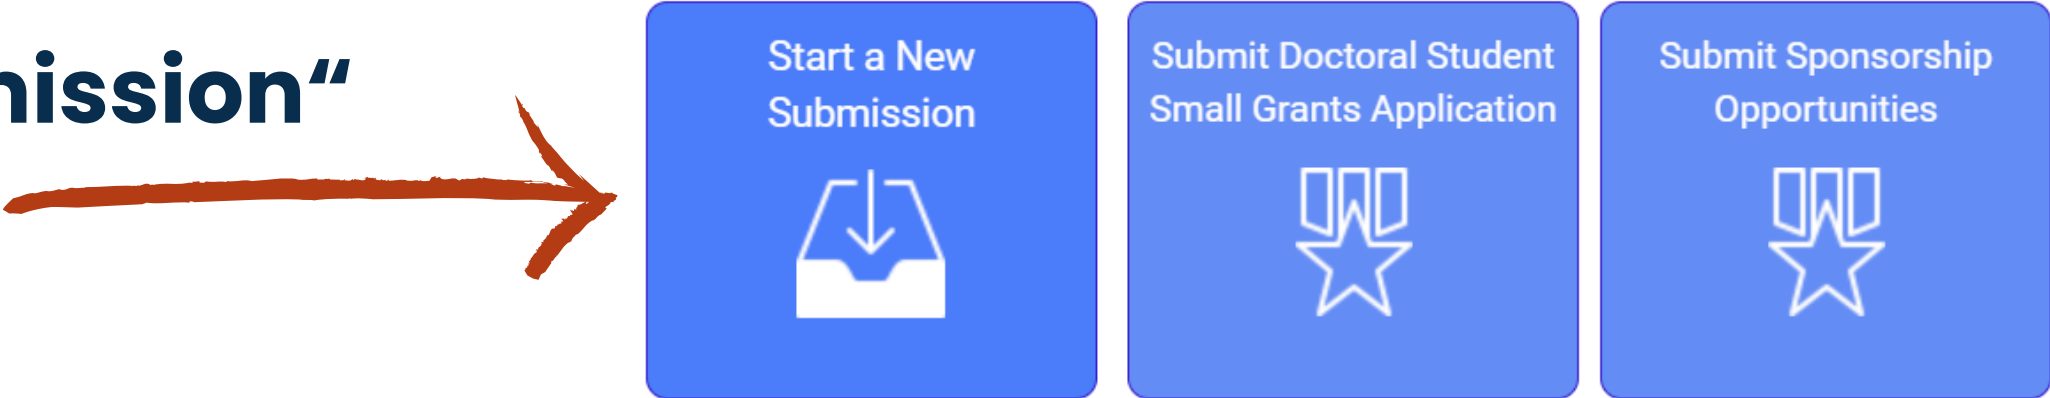 nission“
Start a New
Submission
Submit Doctoral Student
Small Grants Application
Submit Sponsorship
Opportunities